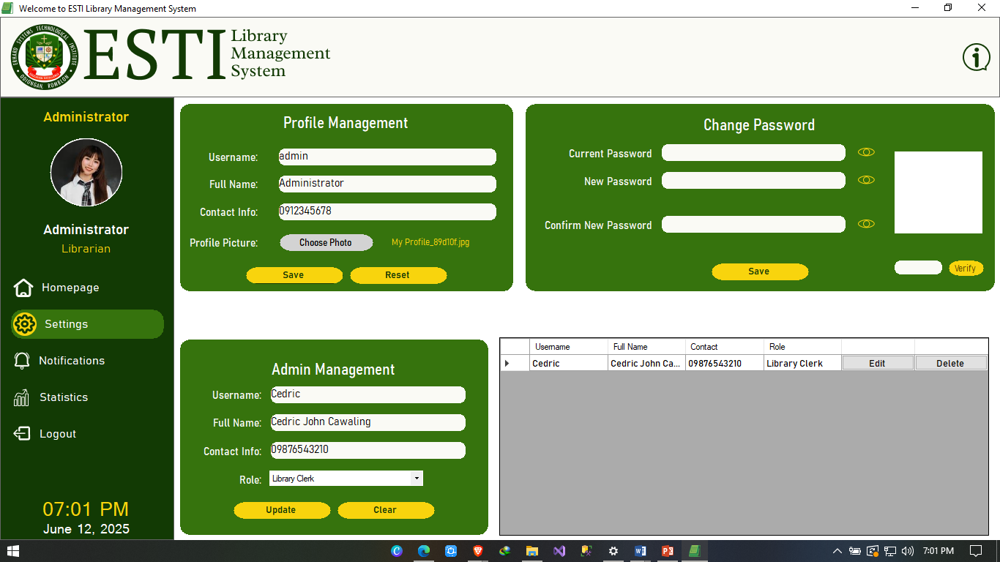 Welcome to ESTI Library Management System
ERHARD SYSTEMS TECHNOLOGICAL INSTITUTE
ODIONGAN, ROMBLON
ESTI
Library
Management
System
Administrator
Administrator
Librarian
Homepage
Settings
Notifications
Statistics
Logout
07:01 PM
June 12, 2025
Profile Management
Username: admin
Full Name: Administrator
Contact Info: 0912345678
Profile Picture: Choose Photo My Profile_89d10f.jpg
Save Reset
Change Password
Current Password
New Password
Confirm New Password
Save
Verify
Admin Management
Username: Cedric
Full Name: Cedric John Cawaling
Contact Info: 09876543210
Role: Library Clerk
Update Clear
Username Full Name Contact Role
Cedric Cedric John Ca... 09876543210 Library Clerk Edit Delete
7:01 PM